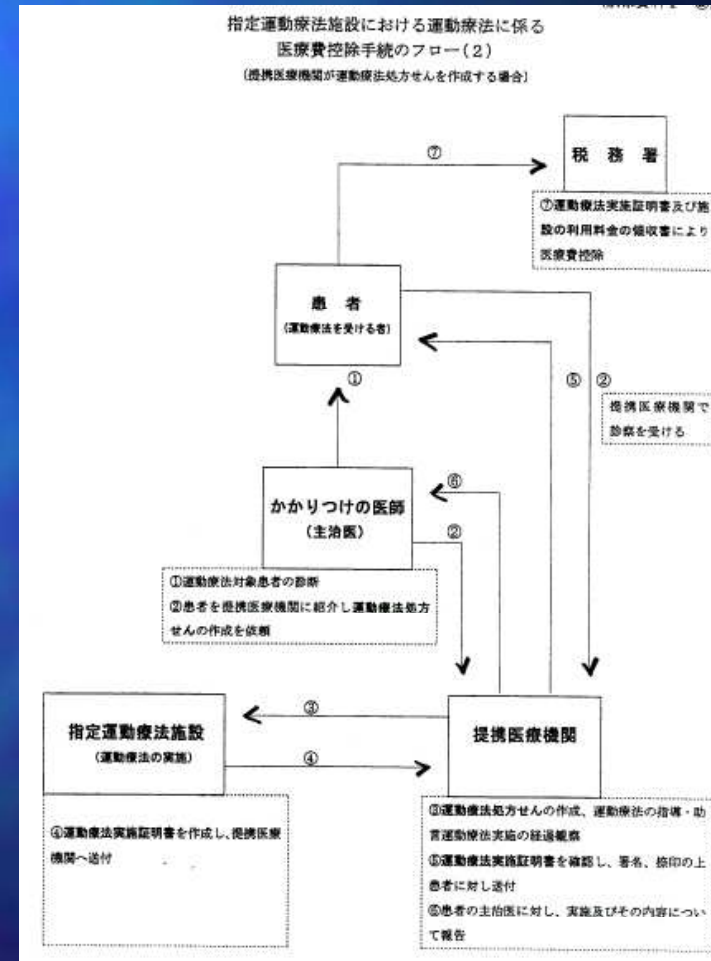 指定運動療法施設における運動療法に係る
医療費控除手続のフロー(2)
(提携医療機関が運動療法処方せんを作成する場合)
⑦
税 務 署
⑦運動療法実施証明書及び施
設の利用料金の領収書により
医療費控除
患 者
(運動療法を受ける者)
①
⑤
②
提携医療機関で
診察を受ける
かかりつけの医師
(主治医)
⑥
②
①運動療法対象患者の診断
②患者を提携医療機関に紹介し運動療法処方
せんの作成を依頼
指定運動療法施設
(運動療法の実施)
③
④
提携医療機関
④運動療法実施証明書を作成し、提携医療
機関へ送付
③運動療法処方せんの作成、運動療法の指導・助
言運動療法実施の経過観察
⑤運動療法実施証明書を確認し、署名、捺印の上
患者に対し送付
⑥患者の主治医に対し、実施及びその内容につい
て報告